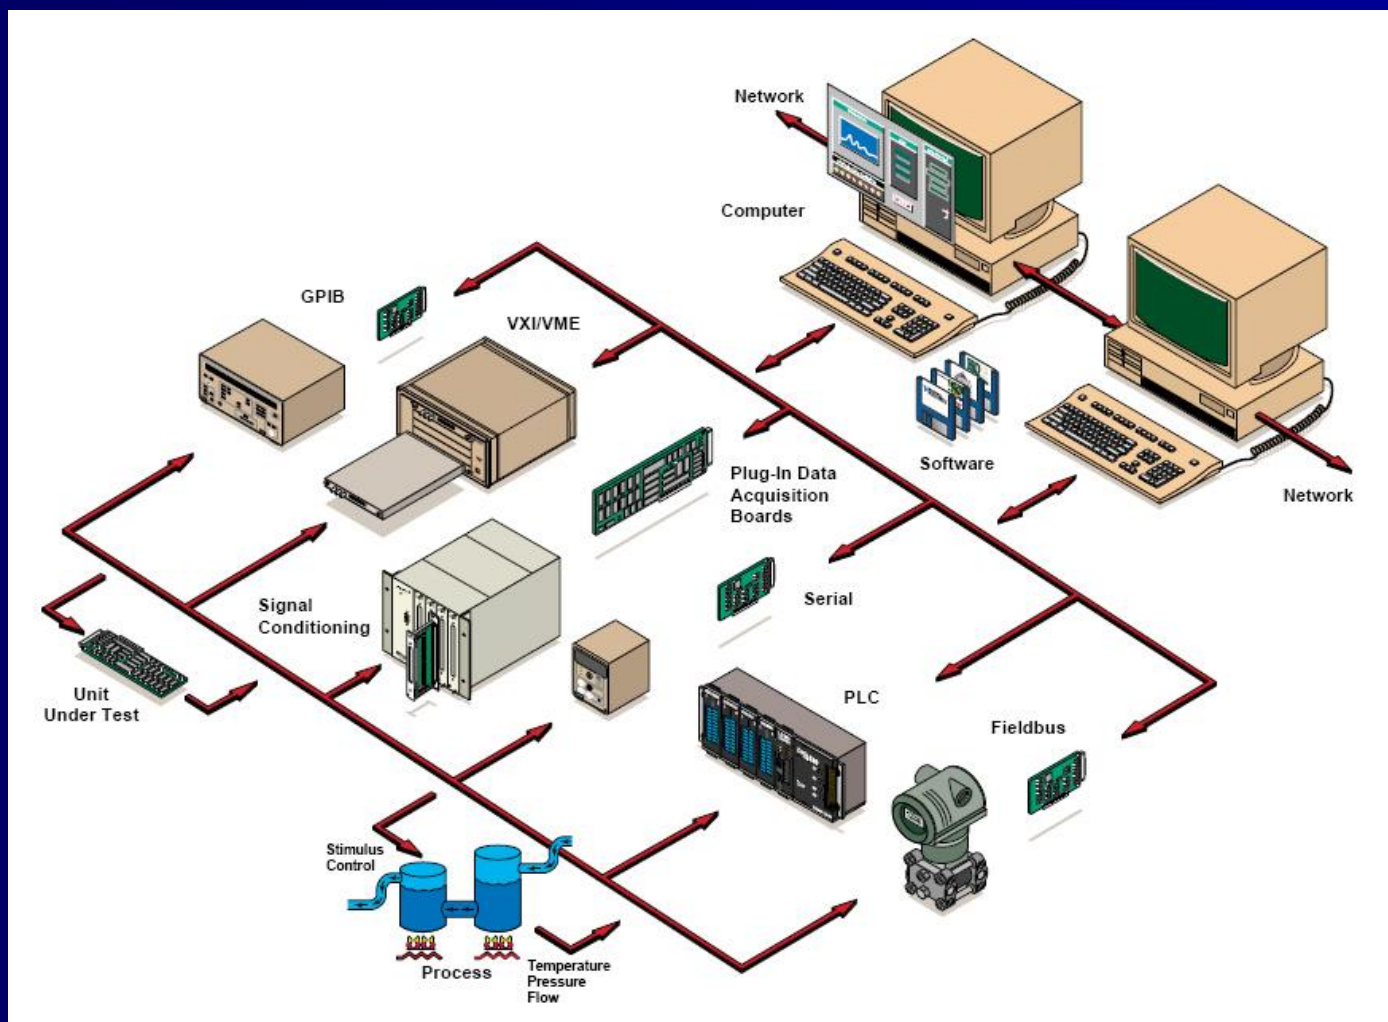 Network
Computer
GPIB
VXI/VME
Software
Network
Plug-In Data
Acquisition
Boards
Signal
Conditioning
Serial
Unit
Under Test
PLC
Fieldbus
Stimulus
Control
Process
Temperature
Pressure
Flow